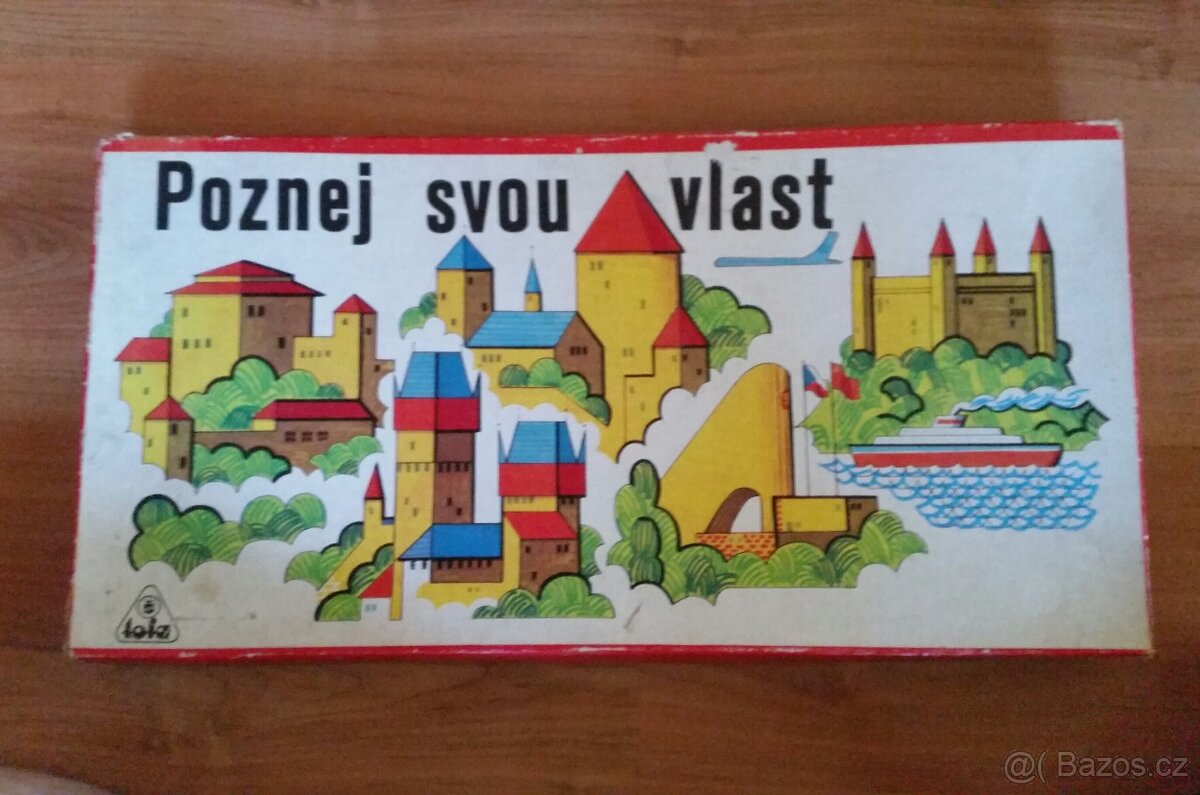 Poznej svou vlast
tofa
@( Bazos.cz